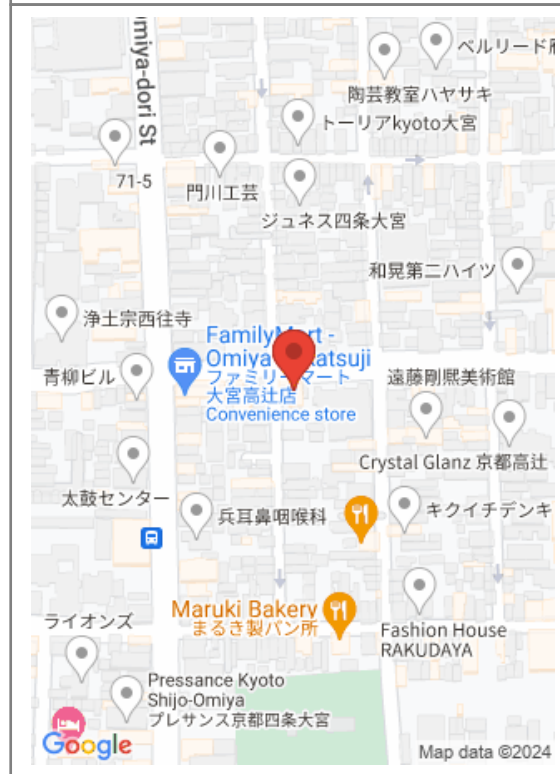 miya-dori St
ベルリード
陶芸教室ハヤサキ
トーリアkyoto大宮
71-5
門川工芸
ジュネス四条大宮
和晃第二ハイツ
浄土宗西往寺
FamilyMart -
Omiya atsuji
ファミリーマート
大宮高辻店
Convenience store
青柳ビル
遠藤剛熙美術館
Crystal Glanz 京都高辻
太鼓センター
兵耳鼻咽喉科
キクイチデンキ
Maruki Bakery
まるき製パン所
ライオンズ
Fashion House
RAKUDAYA
Pressance Kyoto
Shijo-Omiya
プレサンス京都四条大宮
Google
Map data ©2024